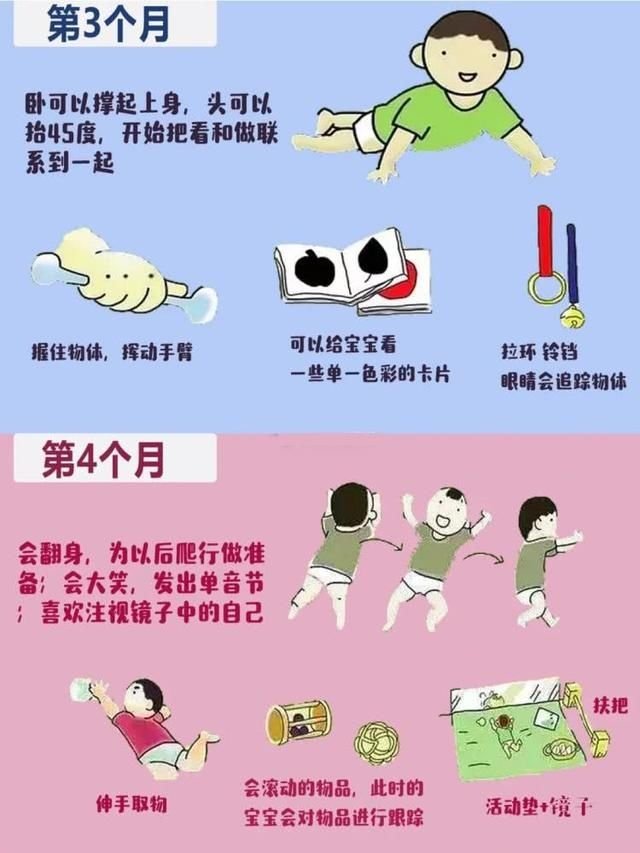 第3个月
卧可以撑起上身，头可以
抬45度，开始把看和做联
系到一起
握住物体，挥动手臂
可以给宝宝看
一些单一色彩的卡片
拉环 铃铛
眼睛会追踪物体
第4个月
会翻身，为以后爬行做准
备；会大笑，发出单音节
；喜欢注视镜子中的自己
伸手取物
会滚动的物品，此时的
宝宝会对物品进行跟踪
扶把
活动垫+镜子